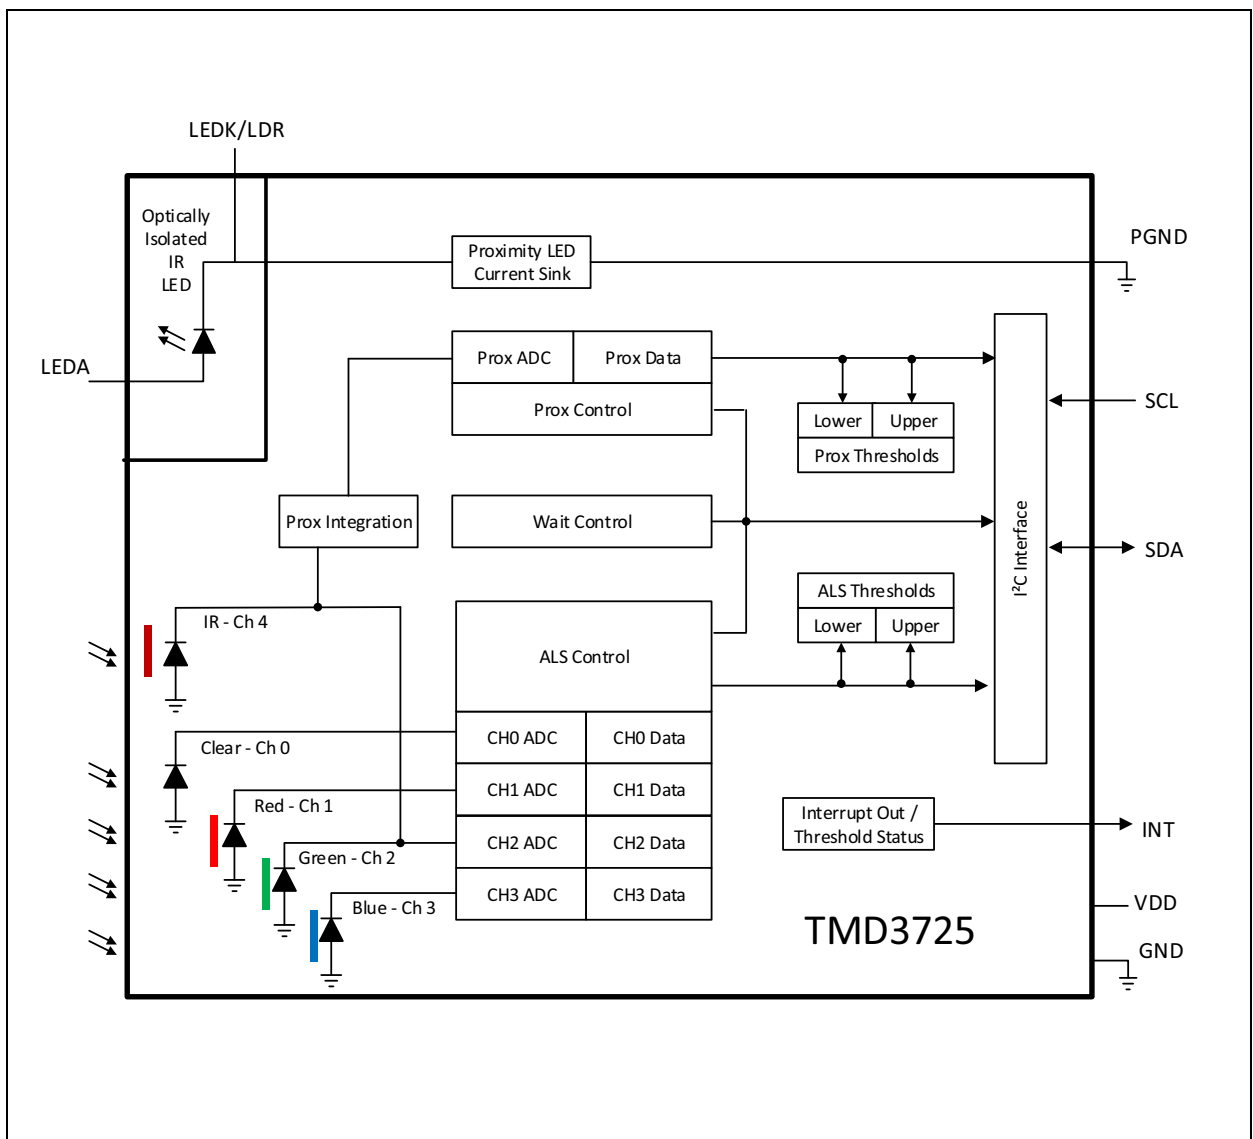 LEDK/LDR
Optically
Isolated
IR
LED
Proximity LED
Current Sink
PGND
LEDA
Prox ADC
Prox Data
Prox Control
Lower
Upper
Prox Thresholds
SCL
Prox Integration
Wait Control
I²C Interface
SDA
ALS Thresholds
Lower
Upper
IR - Ch 4
ALS Control
Clear - Ch 0
CH0 ADC
CH0 Data
Red - Ch 1
CH1 ADC
CH1 Data
Green - Ch 2
CH2 ADC
CH2 Data
Blue - Ch 3
CH3 ADC
CH3 Data
Interrupt Out /
Threshold Status
INT
VDD
TMD3725
GND